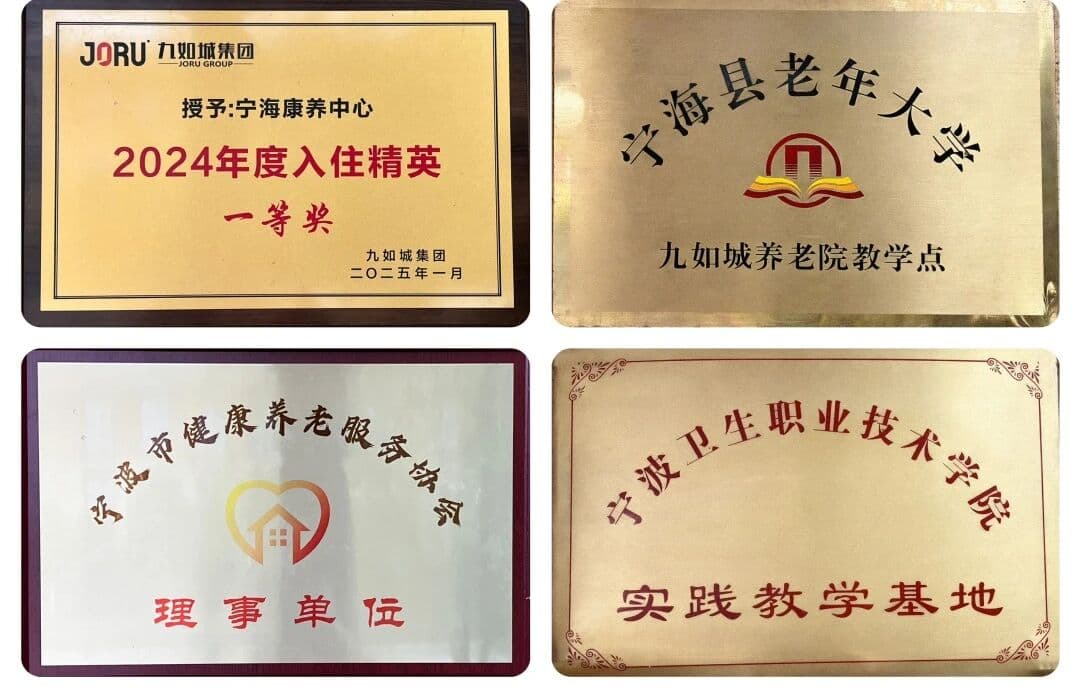 JORU 九如城集团
JORU GROUP
授予:宁海康养中心
2024年度入住精英
一等奖
九如城集团
二〇二五年一月
宁海县老年大学
九如城养老院教学点
宁波市健康养老服务协会
理事单位
宁波卫生职业技术学院
实践教学基地